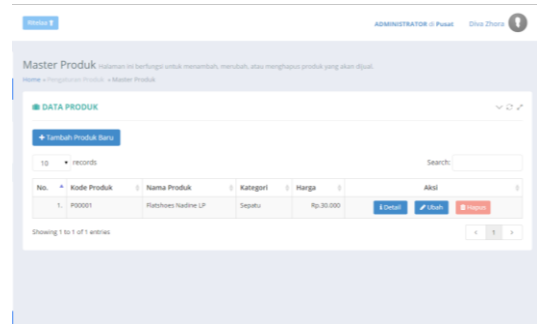 ADMINISTRATOR di Pusat Diva Zhora
Master Produk Halaman ini berfungsi untuk menambah, merubah, atau menghapus produk yang akan dijual.
Home » Pengaturan Produk » Master Produk
DATA PRODUK
+ Tambah Produk Baru
10 records Search:
No. Kode Produk Nama Produk Kategori Harga Aksi
1. P00001 Flatshoes Nadine LP Sepatu Rp.30.000 Detail Ubah Hapus
Showing 1 to 1 of 1 entries < 1 >